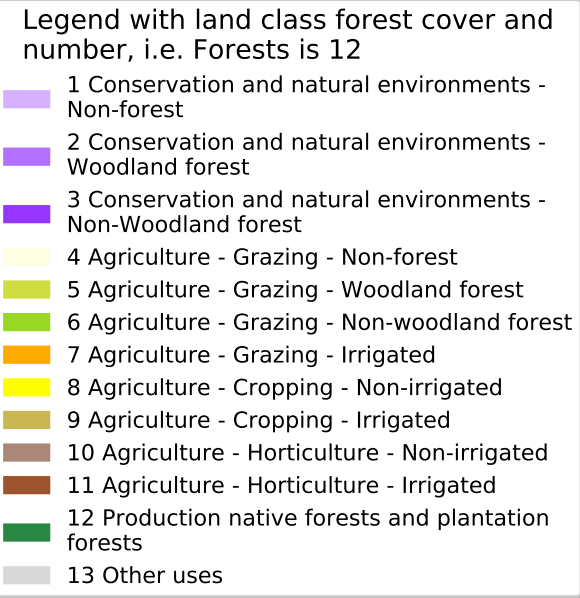 Legend with land class forest cover and
number, i.e. Forests is 12
1 Conservation and natural environments -
Non-forest
2 Conservation and natural environments -
Woodland forest
3 Conservation and natural environments -
Non-Woodland forest
4 Agriculture - Grazing - Non-forest
5 Agriculture - Grazing - Woodland forest
6 Agriculture - Grazing - Non-woodland forest
7 Agriculture - Grazing - Irrigated
8 Agriculture - Cropping - Non-irrigated
9 Agriculture - Cropping - Irrigated
10 Agriculture - Horticulture - Non-irrigated
11 Agriculture - Horticulture - Irrigated
12 Production native forests and plantation
forests
13 Other uses